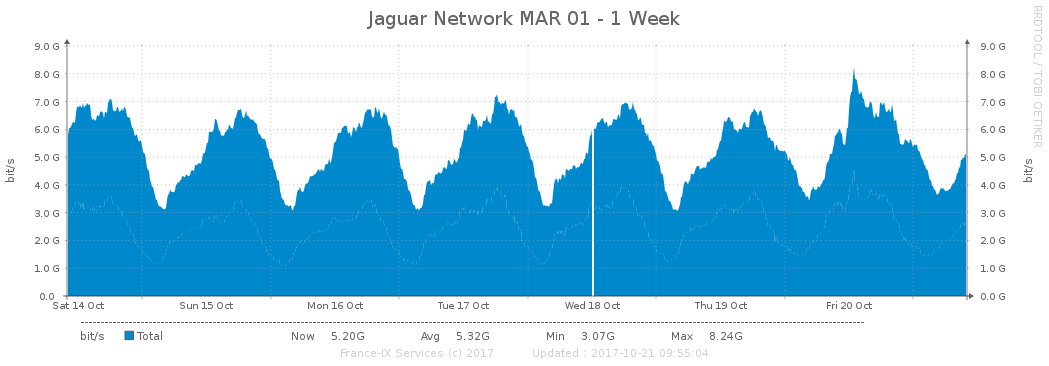 Jaguar Network MAR 01 - 1 Week
RRDTOOL / TOBI OETIKER
bit/s
9.0 G 9.0 G
8.0 G 8.0 G
7.0 G 7.0 G
6.0 G 6.0 G
5.0 G 5.0 G
4.0 G 4.0 G
3.0 G 3.0 G
2.0 G 2.0 G
1.0 G 1.0 G
0.0 0.0 G
bit/s
Sat 14 Oct Sun 15 Oct Mon 16 Oct Tue 17 Oct Wed 18 Oct Thu 19 Oct Fri 20 Oct
bit/s Total Now 5.20G Avg 5.32G Min 3.07G Max 8.24G
France-IX Services (c) 2017 Updated : 2017-10-21 09:55:04